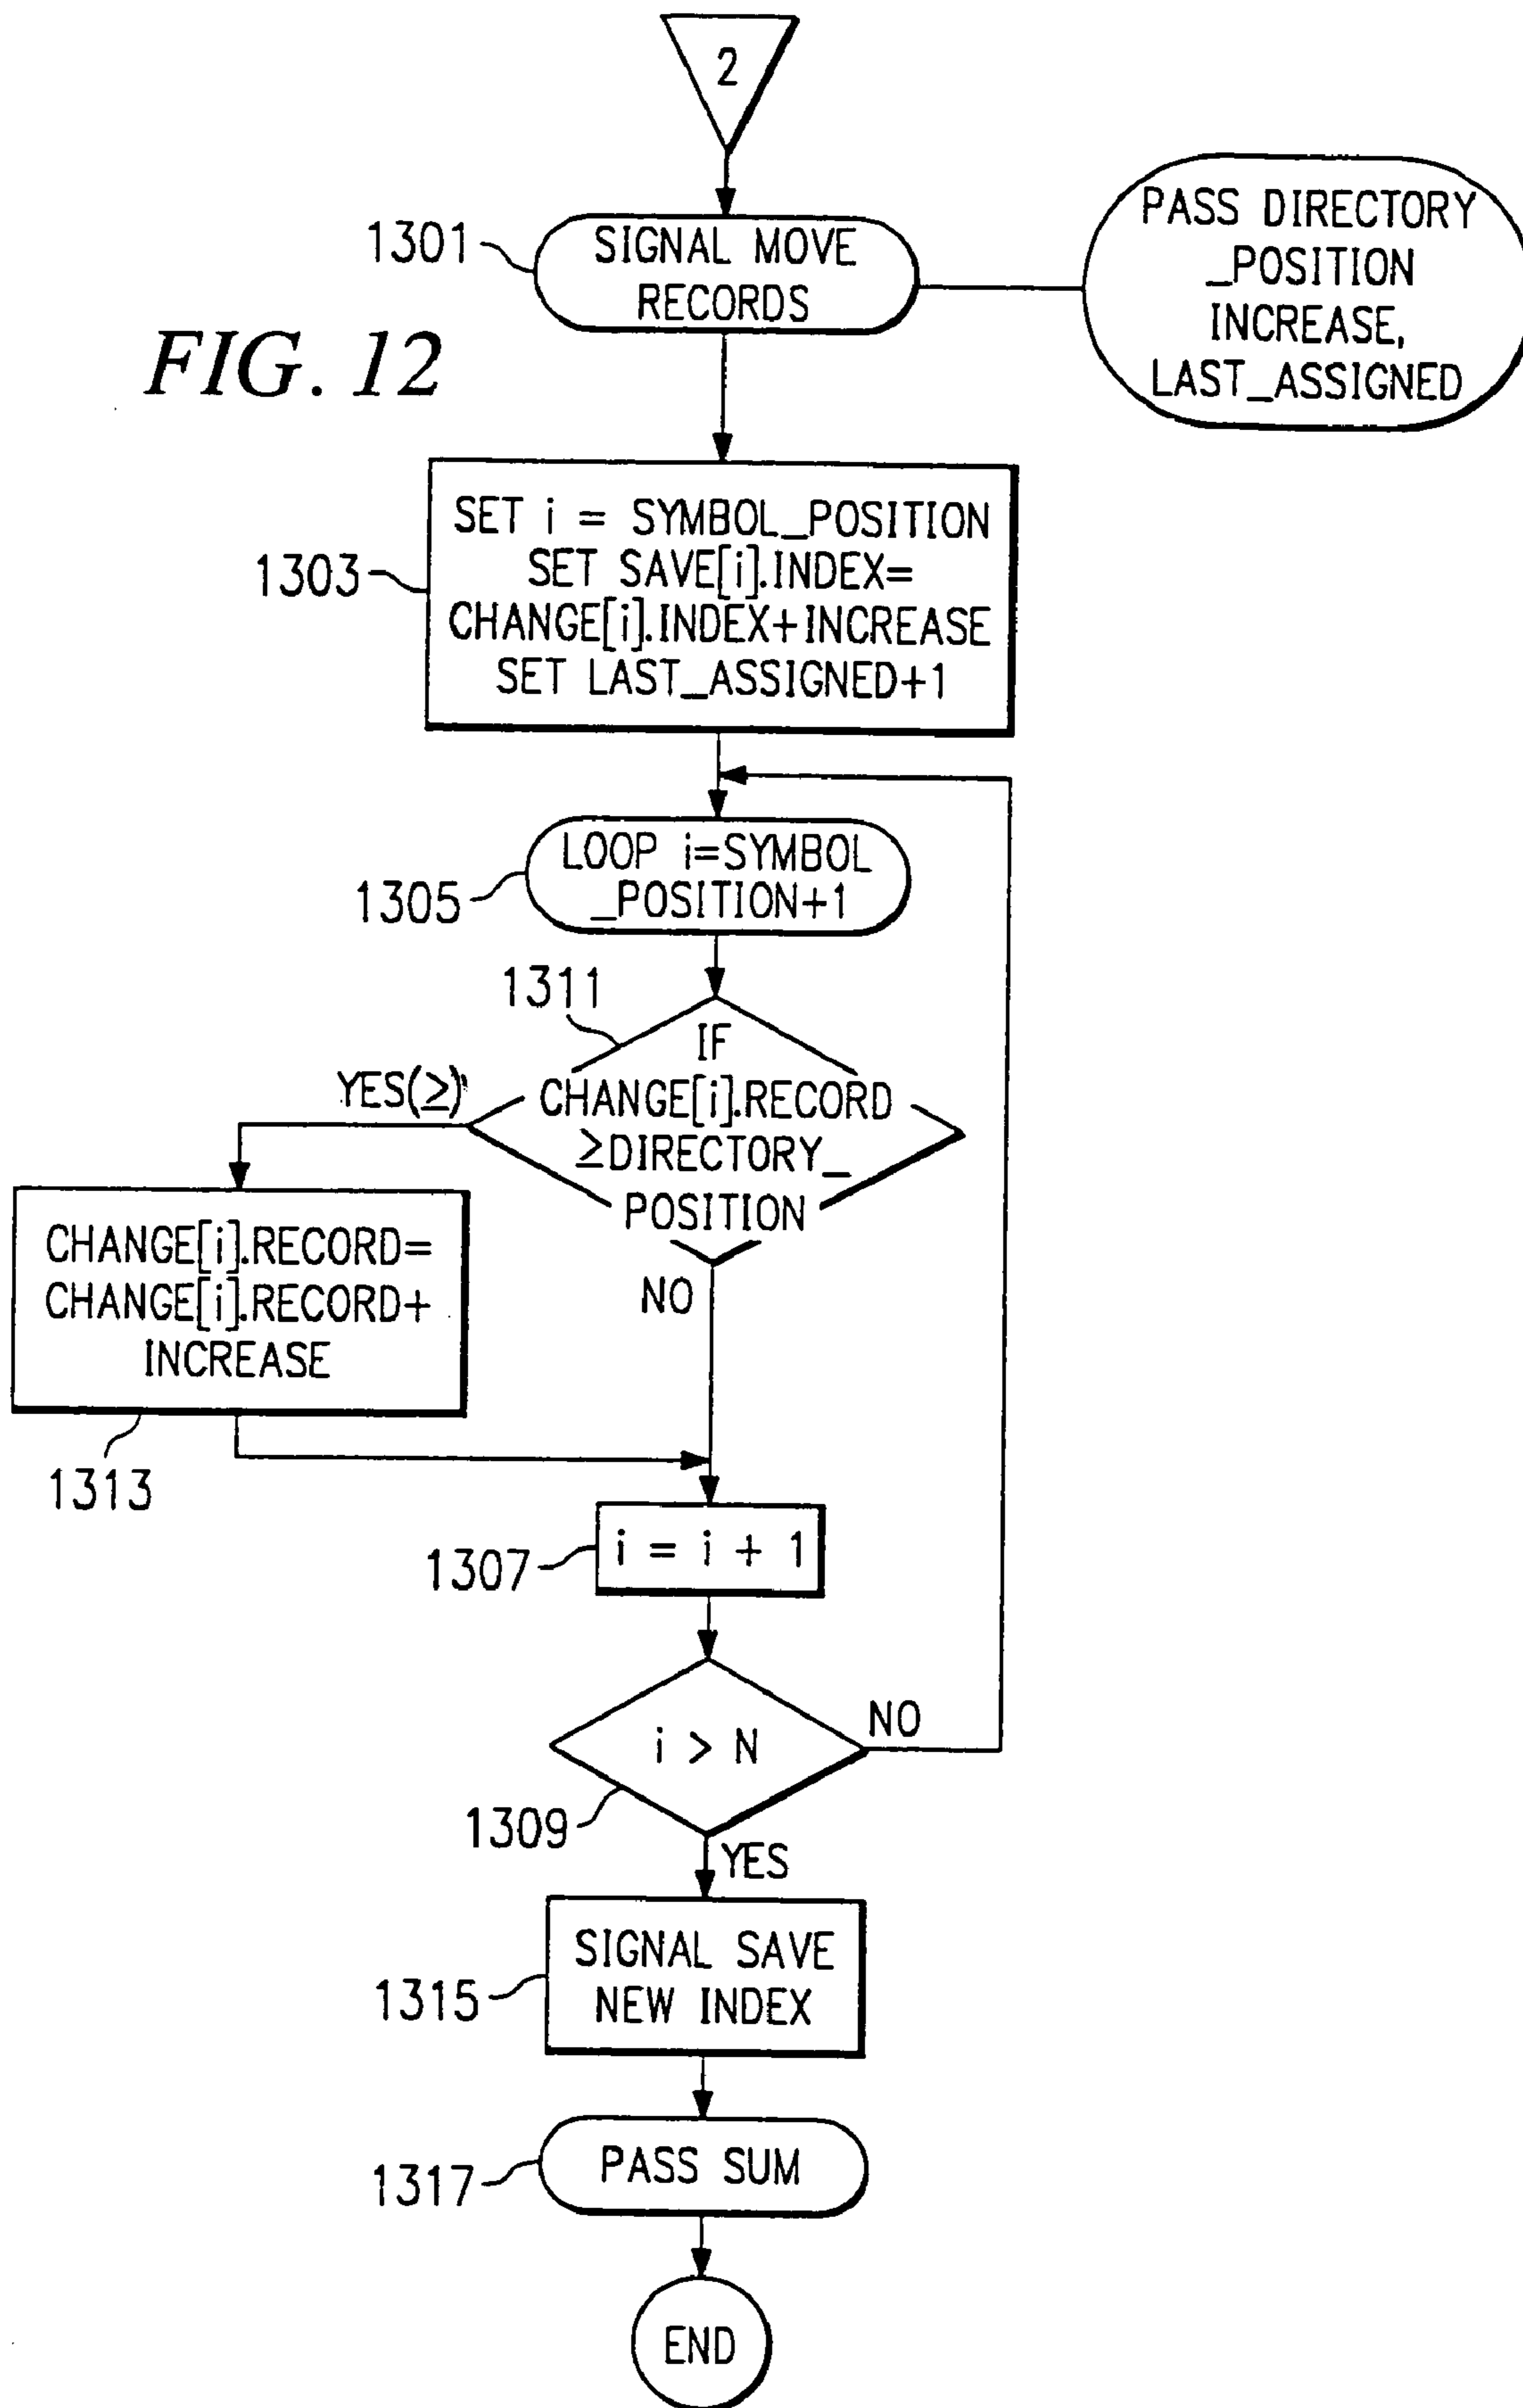 2
1301
SIGNAL MOVE
RECORDS
PASS DIRECTORY
_POSITION
INCREASE,
LAST_ASSIGNED
FIG. 12
1303
SET i = SYMBOL_POSITION
SET SAVE[i].INDEX=
CHANGE[i].INDEX+INCREASE
SET LAST_ASSIGNED+1
1305
LOOP i=SYMBOL
_POSITION+1
1311
IF
CHANGE[i].RECORD
≥DIRECTORY_
POSITION
YES(≥)
NO
CHANGE[i].RECORD=
CHANGE[i].RECORD+
INCREASE
1313
1307
i = i + 1
1309
i > N
NO
YES
1315
SIGNAL SAVE
NEW INDEX
1317
PASS SUM
END